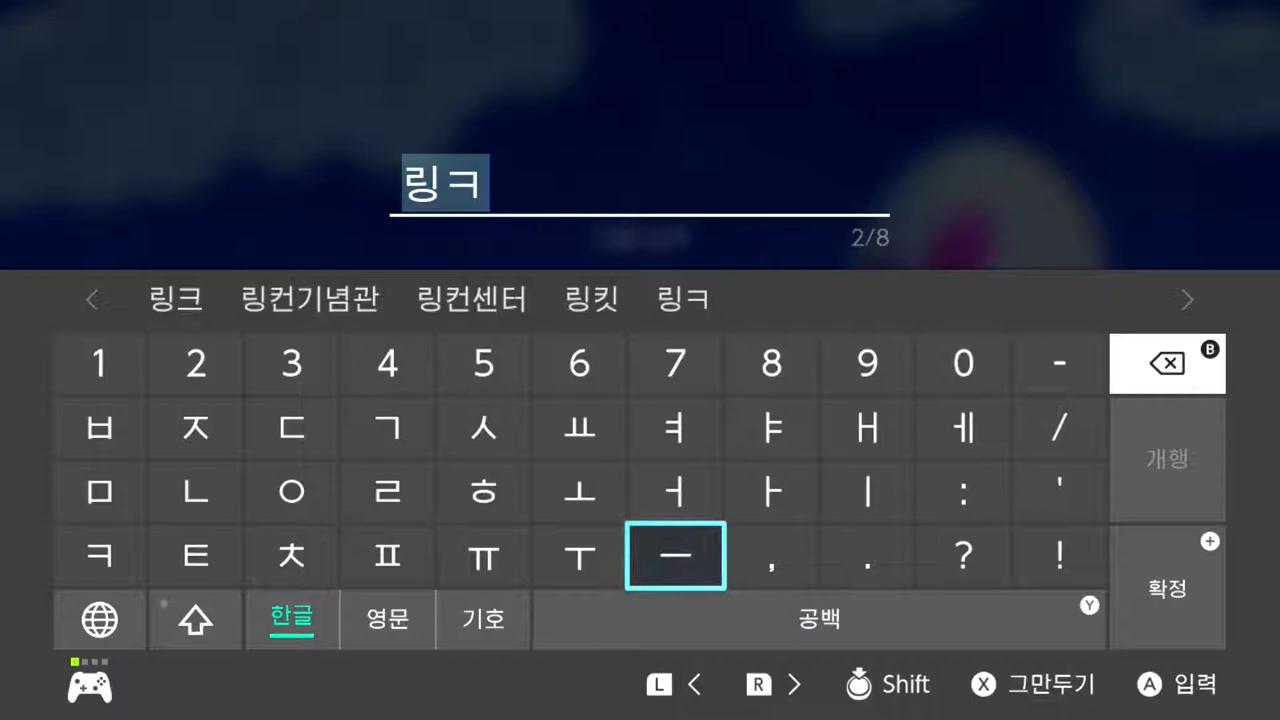 링ㅋ
2/8
링크 링컨기념관 링컨센터 링킷 링ㅋ
1 2 3 4 5 6 7 8 9 0 - B
ㅂ ㅈ ㄷ ㄱ ㅅ ㅛ ㅕ ㅑ ㅐ ㅔ /
개행
ㅁ ㄴ ㅇ ㄹ ㅎ ㅗ ㅓ ㅏ ㅣ : '
ㅋ ㅌ ㅊ ㅍ ㅠ ㅜ ㅡ , . ? ! +
확정
한글 영문 기호 공백 Y
L R Shift X 그만두기 A 입력